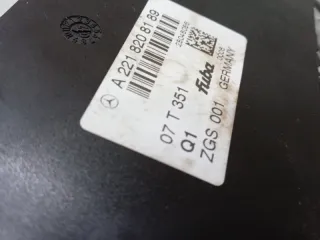 A 221 820 81 89
07 T 351
Q1
ZGS 001
fuba
GERMANY